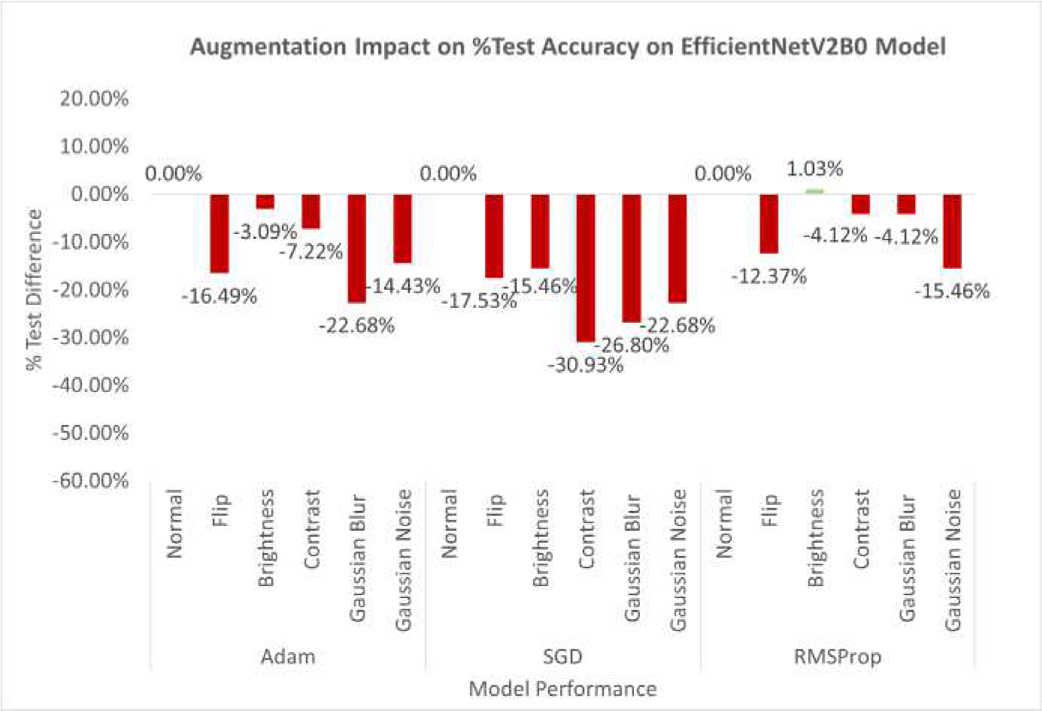 Augmentation Impact on %Test Accuracy on EfficientNetV2B0 Model
% Test Difference
20.00%
10.00%
0.00%
-10.00%
-20.00%
-30.00%
-40.00%
-50.00%
-60.00%
0.00%
-16.49%
-3.09%
-7.22%
-22.68%
-14.43%
0.00%
-17.53%
-15.46%
-30.93%
-26.80%
-22.68%
0.00%
-12.37%
1.03%
-4.12%
-4.12%
-15.46%
Normal
Flip
Brightness
Contrast
Gaussian Blur
Gaussian Noise
Normal
Flip
Brightness
Contrast
Gaussian Blur
Gaussian Noise
Normal
Flip
Brightness
Contrast
Gaussian Blur
Gaussian Noise
Adam
SGD
RMSProp
Model Performance